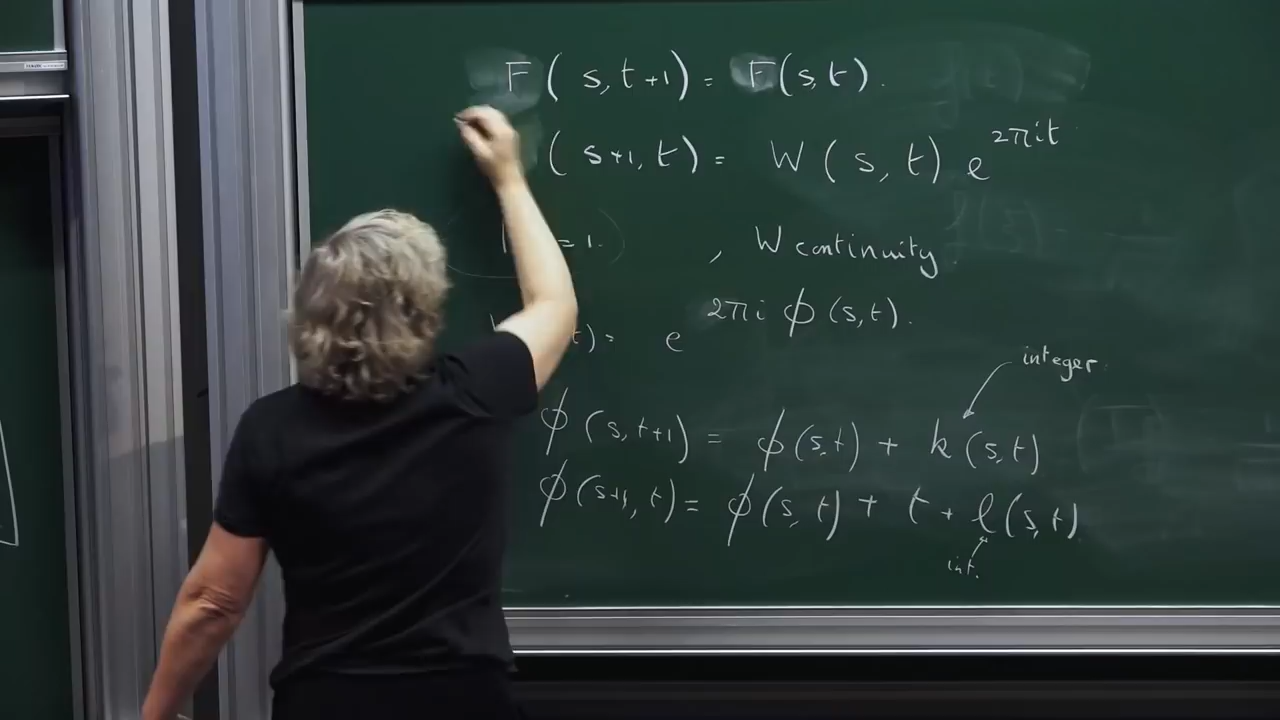 F(s,t+1) = F(s,t).
(s+1,t) = W(s,t) e^{2πit}
= 1. , W continuity
t) = e^{2πi ϕ(s,t)}.
integer
ϕ(s,t+1) = ϕ(s,t) + k(s,t)
ϕ(s+1,t) = ϕ(s,t) + t + l(s,t)
int.